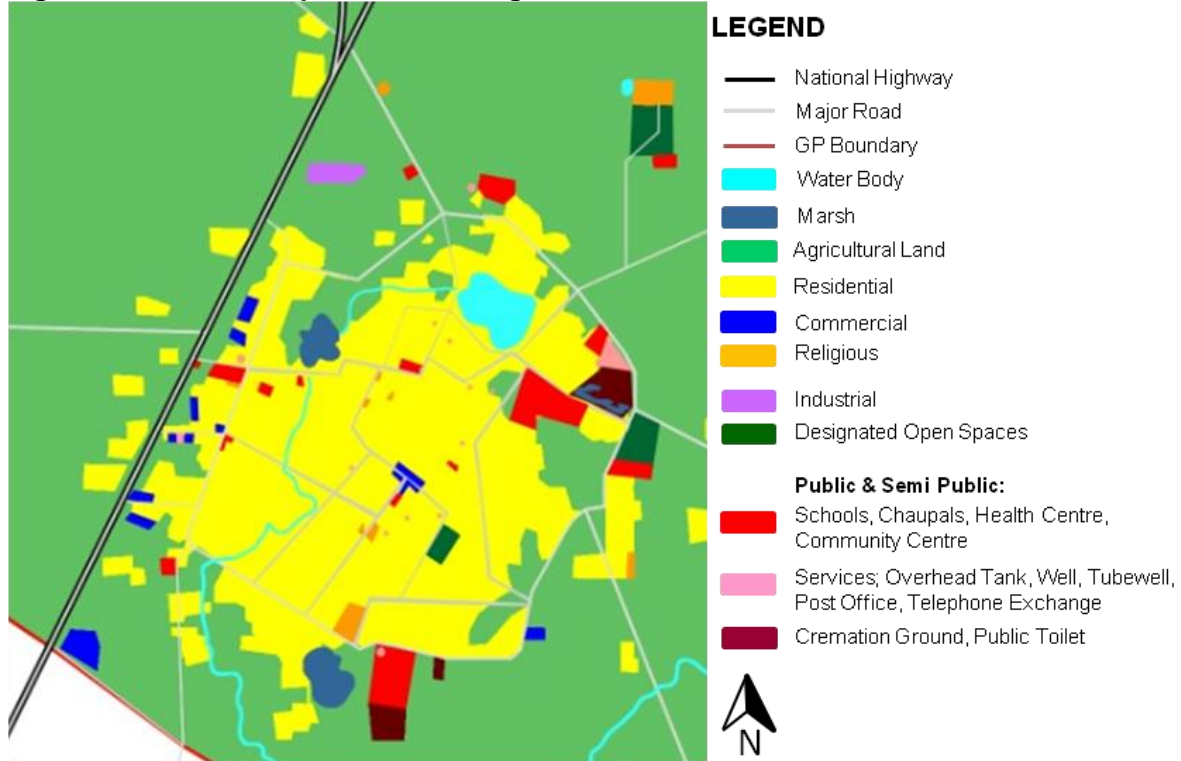 LEGEND
National Highway
Major Road
GP Boundary
Water Body
Marsh
Agricultural Land
Residential
Commercial
Religious
Industrial
Designated Open Spaces
Public & Semi Public:
Schools, Chaupals, Health Centre,
Community Centre
Services; Overhead Tank, Well, Tubewell,
Post Office, Telephone Exchange
Cremation Ground, Public Toilet
N